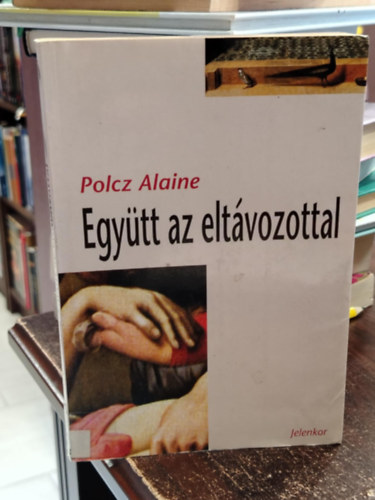 Polcz Alaine
Együtt az eltávozottal
Jelenkor